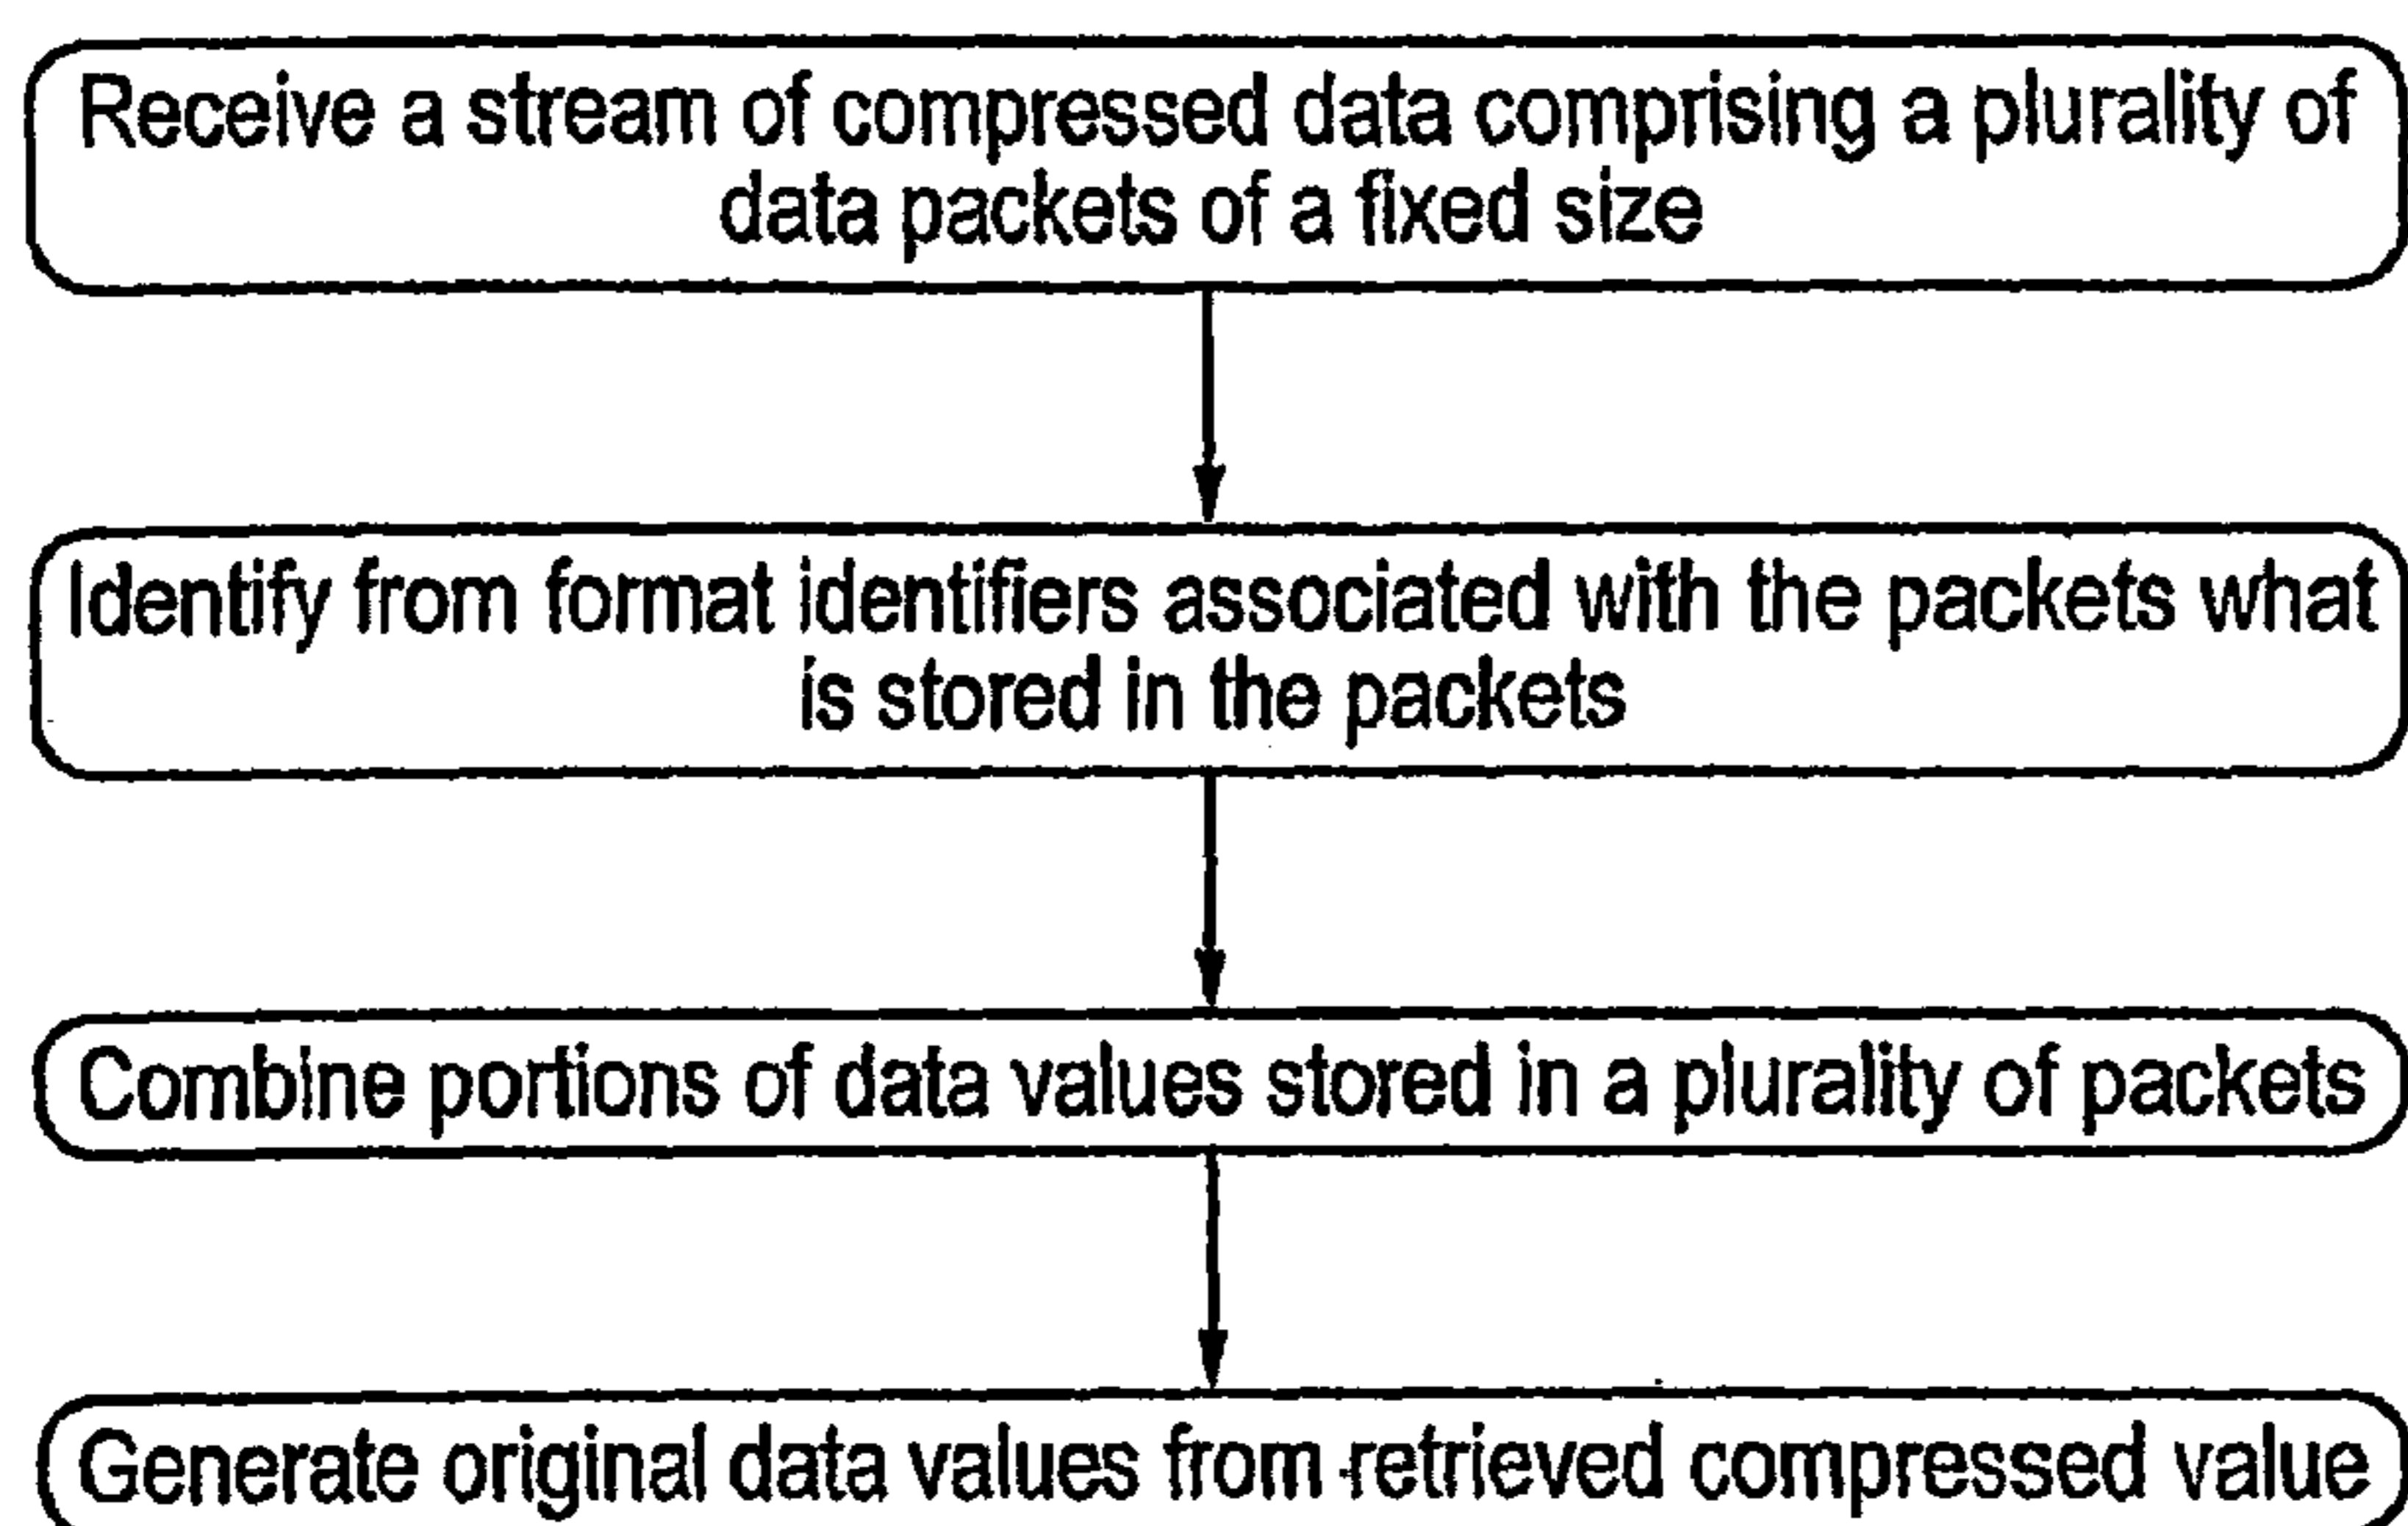 Receive a stream of compressed data comprising a plurality of
data packets of a fixed size
Identify from format identifiers associated with the packets what
is stored in the packets
Combine portions of data values stored in a plurality of packets
Generate original data values from retrieved compressed value